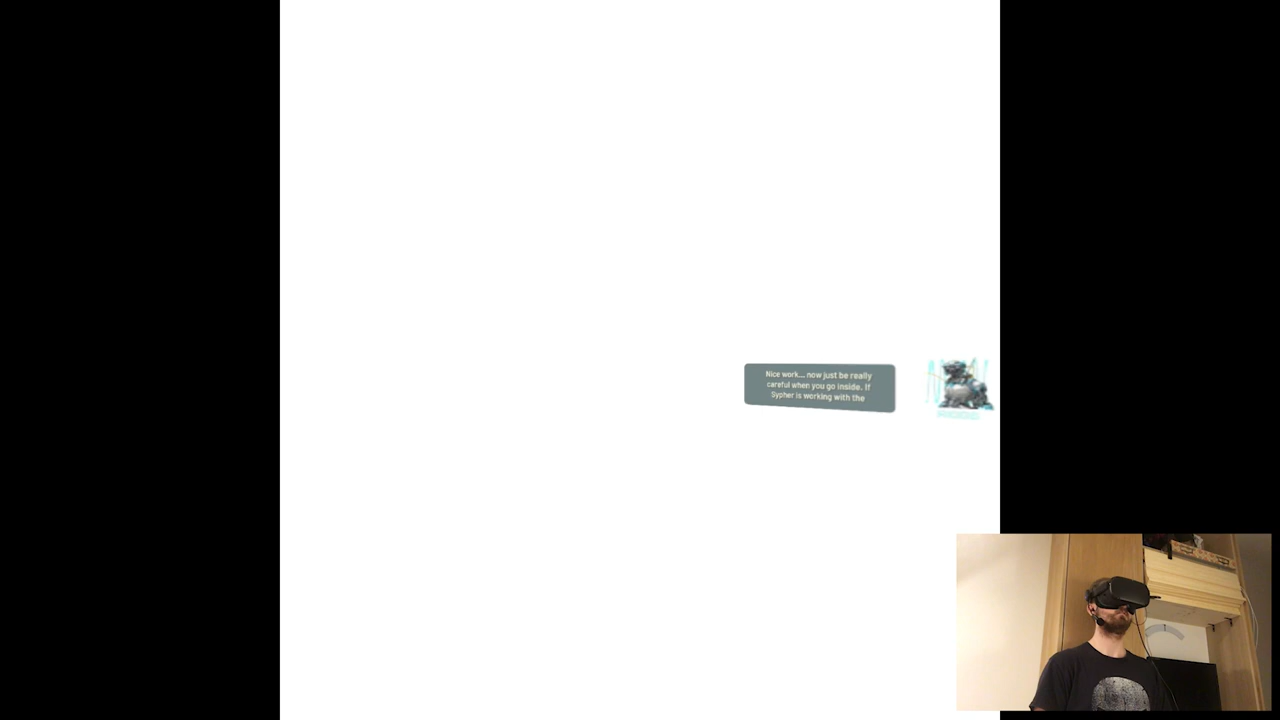 Nice work... now just be really
careful when you go inside. If
Sypher is working with the